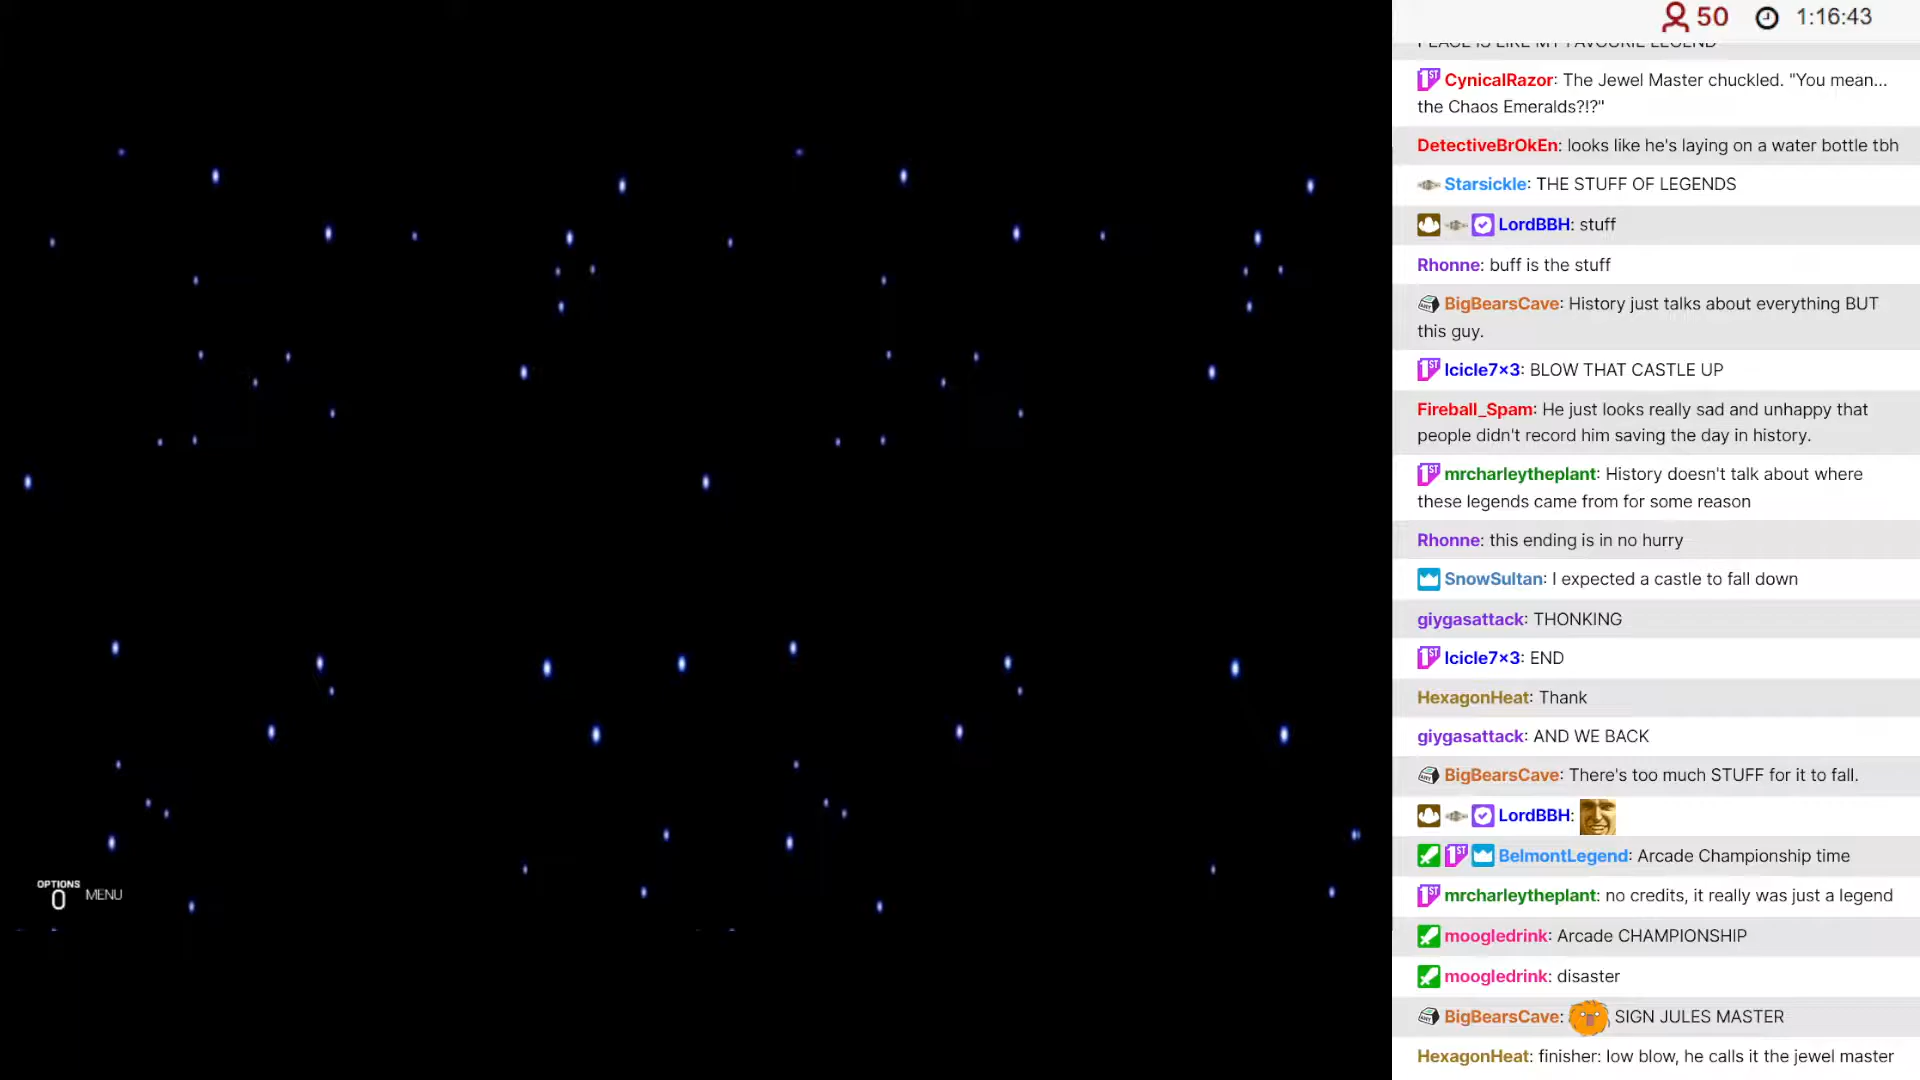 50 1:16:43
PLACE IS LIKE MY FAVOURIE LEGEND
CynicalRazor: The Jewel Master chuckled. "You mean...
the Chaos Emeralds?!?"
DetectiveBrOkEn: looks like he's laying on a water bottle tbh
Starsickle: THE STUFF OF LEGENDS
LordBBH: stuff
Rhonne: buff is the stuff
BigBearsCave: History just talks about everything BUT
this guy.
Icicle7x3: BLOW THAT CASTLE UP
Fireball_Spam: He just looks really sad and unhappy that
people didn't record him saving the day in history.
mrcharleytheplant: History doesn't talk about where
these legends came from for some reason
Rhonne: this ending is in no hurry
SnowSultan: I expected a castle to fall down
giygasattack: THONKING
Icicle7x3: END
HexagonHeat: Thank
giygasattack: AND WE BACK
BigBearsCave: There's too much STUFF for it to fall.
LordBBH:
BelmontLegend: Arcade Championship time
mrcharleytheplant: no credits, it really was just a legend
moogledrink: Arcade CHAMPIONSHIP
moogledrink: disaster
BigBearsCave: SIGN JULES MASTER
HexagonHeat: finisher: low blow, he calls it the jewel master
OPTIONS
MENU